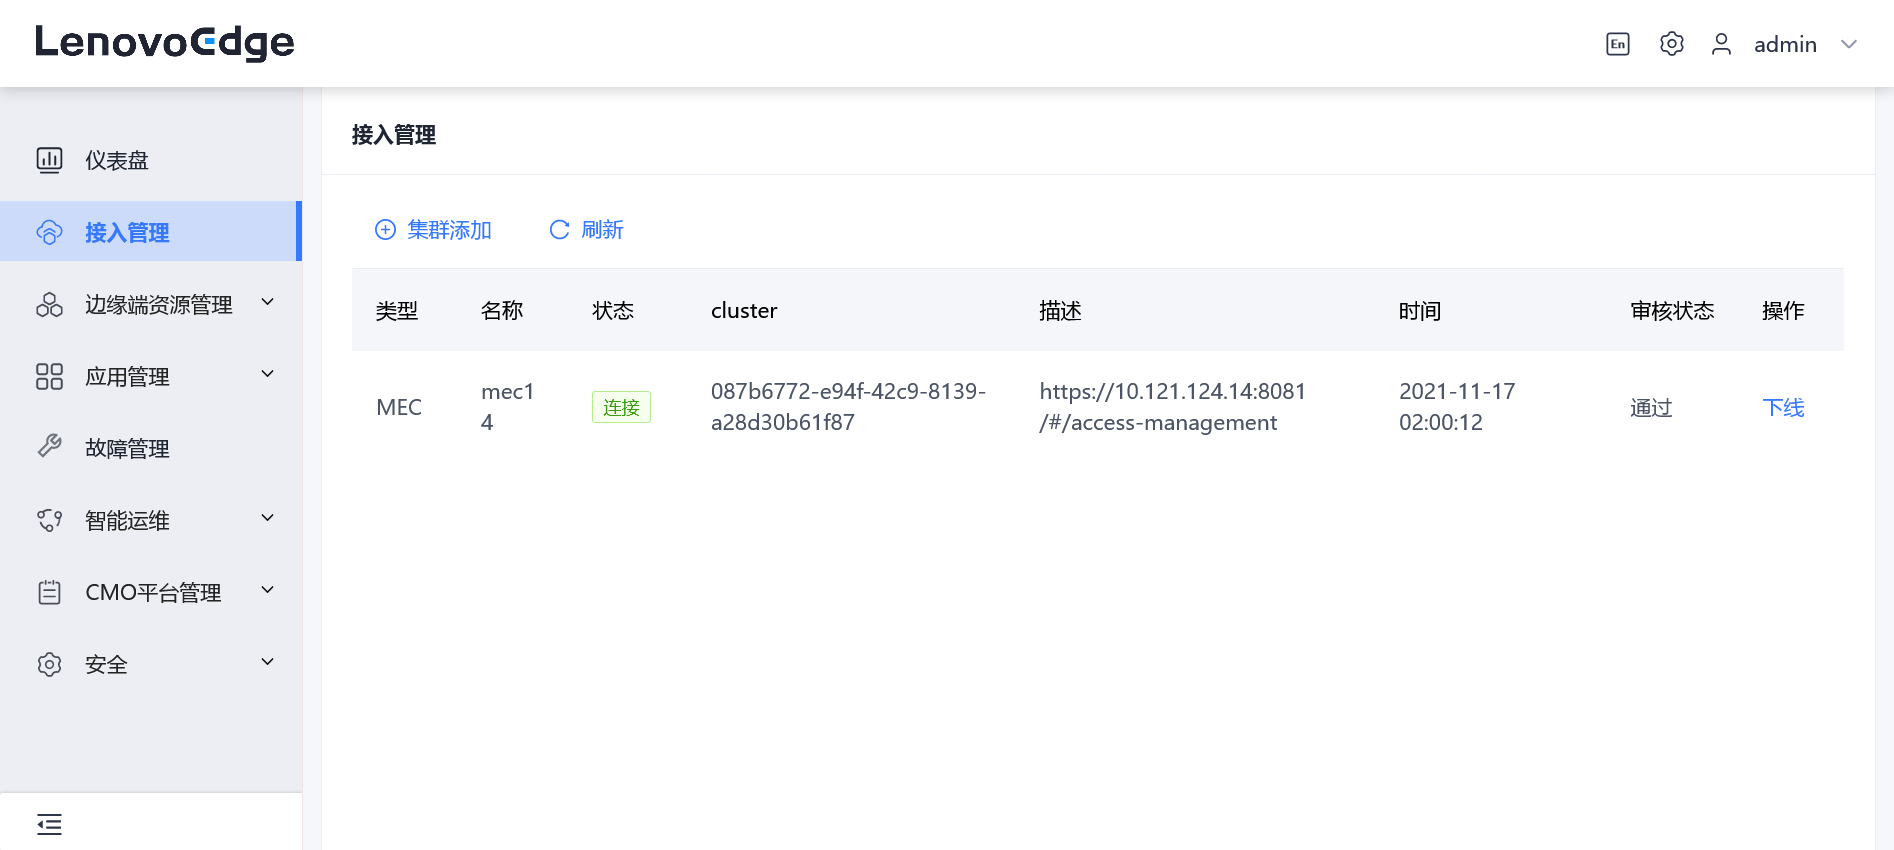 LenovoEdge
En
admin
仪表盘
接入管理
边缘端资源管理
应用管理
故障管理
智能运维
CMO平台管理
安全
接入管理
集群添加
刷新
类型 名称 状态 cluster 描述 时间 审核状态 操作
MEC
mec1
4
连接
087b6772-e94f-42c9-8139-
a28d30b61f87
https://10.121.124.14:8081
/#/access-management
2021-11-17
02:00:12
通过
下线